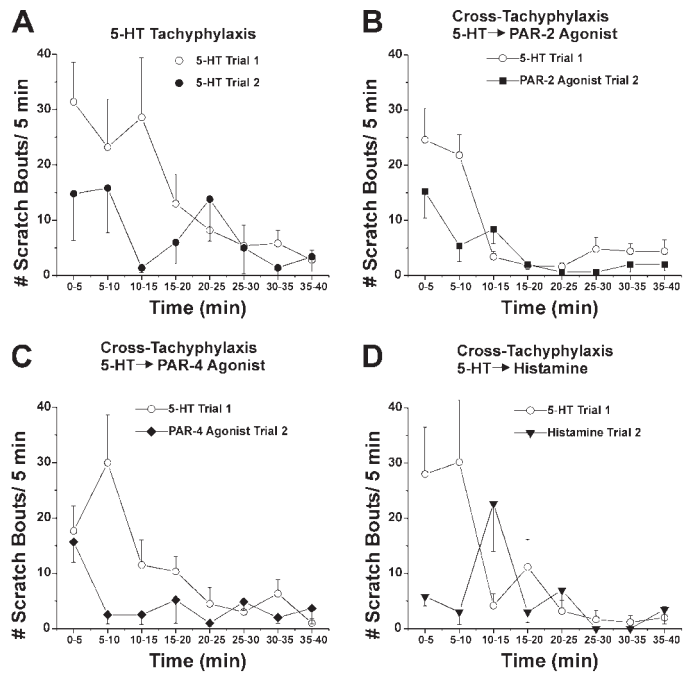 A
5-HT Tachyphylaxis
5-HT Trial 1
5-HT Trial 2
# Scratch Bouts/ 5 min
40
30
20
10
0
0-5 5-10 10-15 15-20 20-25 25-30 30-35 35-40
Time (min)
B
Cross-Tachyphylaxis
5-HT→ PAR-2 Agonist
5-HT Trial 1
PAR-2 Agonist Trial 2
# Scratch Bouts/ 5 min
40
30
20
10
0
0-5 5-10 10-15 15-20 20-25 25-30 30-35 35-40
Time (min)
C
Cross-Tachyphylaxis
5-HT→ PAR-4 Agonist
5-HT Trial 1
PAR-4 Agonist Trial 2
# Scratch Bouts/ 5 min
40
30
20
10
0
0-5 5-10 10-15 15-20 20-25 25-30 30-35 35-40
Time (min)
D
Cross-Tachyphylaxis
5-HT→ Histamine
5-HT Trial 1
Histamine Trial 2
# Scratch Bouts/ 5 min
40
30
20
10
0
0-5 5-10 10-15 15-20 20-25 25-30 30-35 35-40
Time (min)